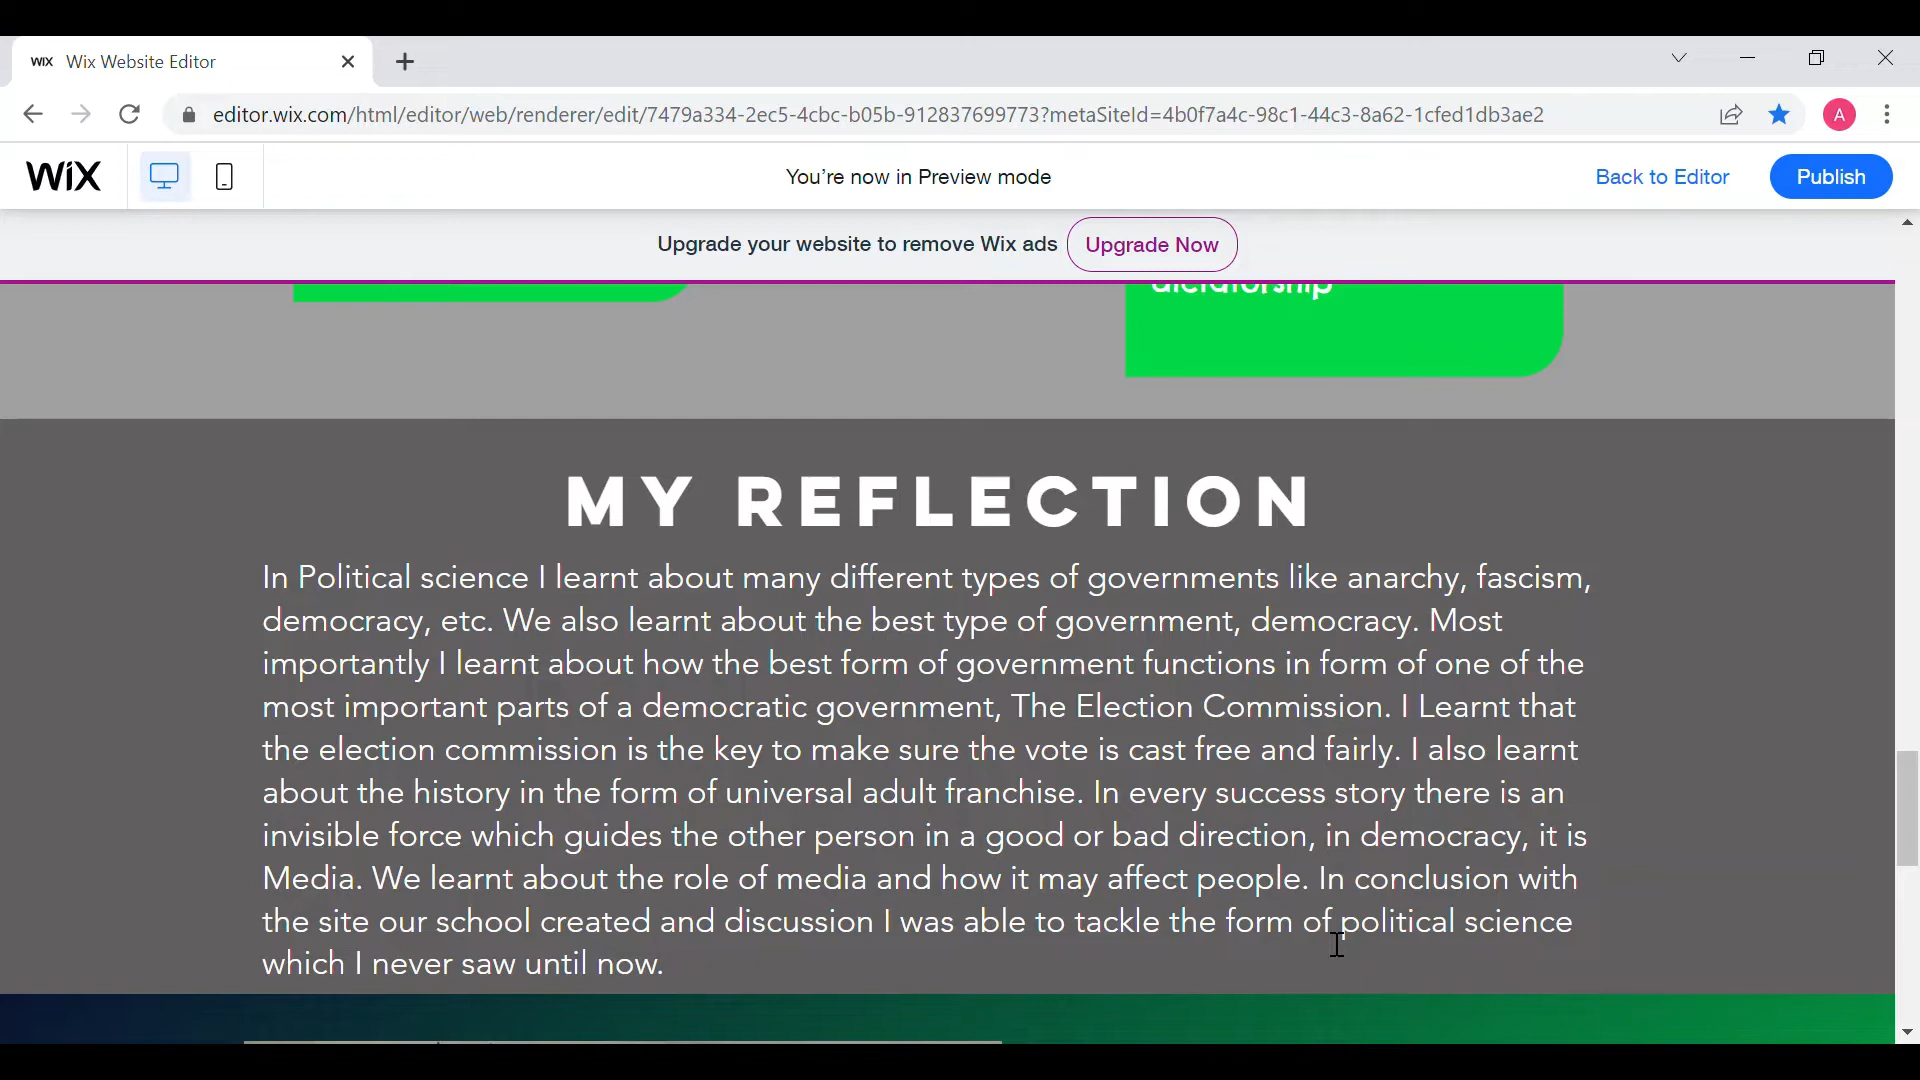 WiX Wix Website Editor
editor.wix.com/html/editor/web/renderer/edit/7479a334-2ec5-4cbc-b05b-912837699773?metaSiteId=4b0f7a4c-98c1-44c3-8a62-1cfed1db3ae2
A
WiX
You're now in Preview mode
Back to Editor
Publish
Upgrade your website to remove Wix ads
Upgrade Now
dictatorship
MY REFLECTION
In Political science I learnt about many different types of governments like anarchy, fascism,
democracy, etc. We also learnt about the best type of government, democracy. Most
importantly I learnt about how the best form of government functions in form of one of the
most important parts of a democratic government, The Election Commission. I Learnt that
the election commission is the key to make sure the vote is cast free and fairly. I also learnt
about the history in the form of universal adult franchise. In every success story there is an
invisible force which guides the other person in a good or bad direction, in democracy, it is
Media. We learnt about the role of media and how it may affect people. In conclusion with
the site our school created and discussion I was able to tackle the form of political science
which I never saw until now.